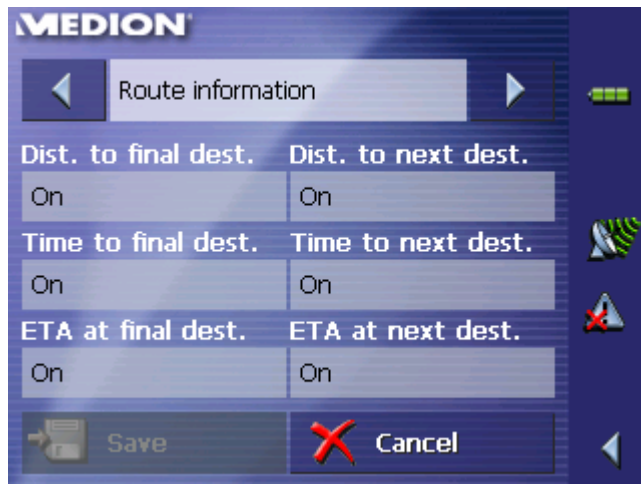 MEDION
Route information
Dist. to final dest. Dist. to next dest.
On On
Time to final dest. Time to next dest.
On On
ETA at final dest. ETA at next dest.
On On
Save Cancel